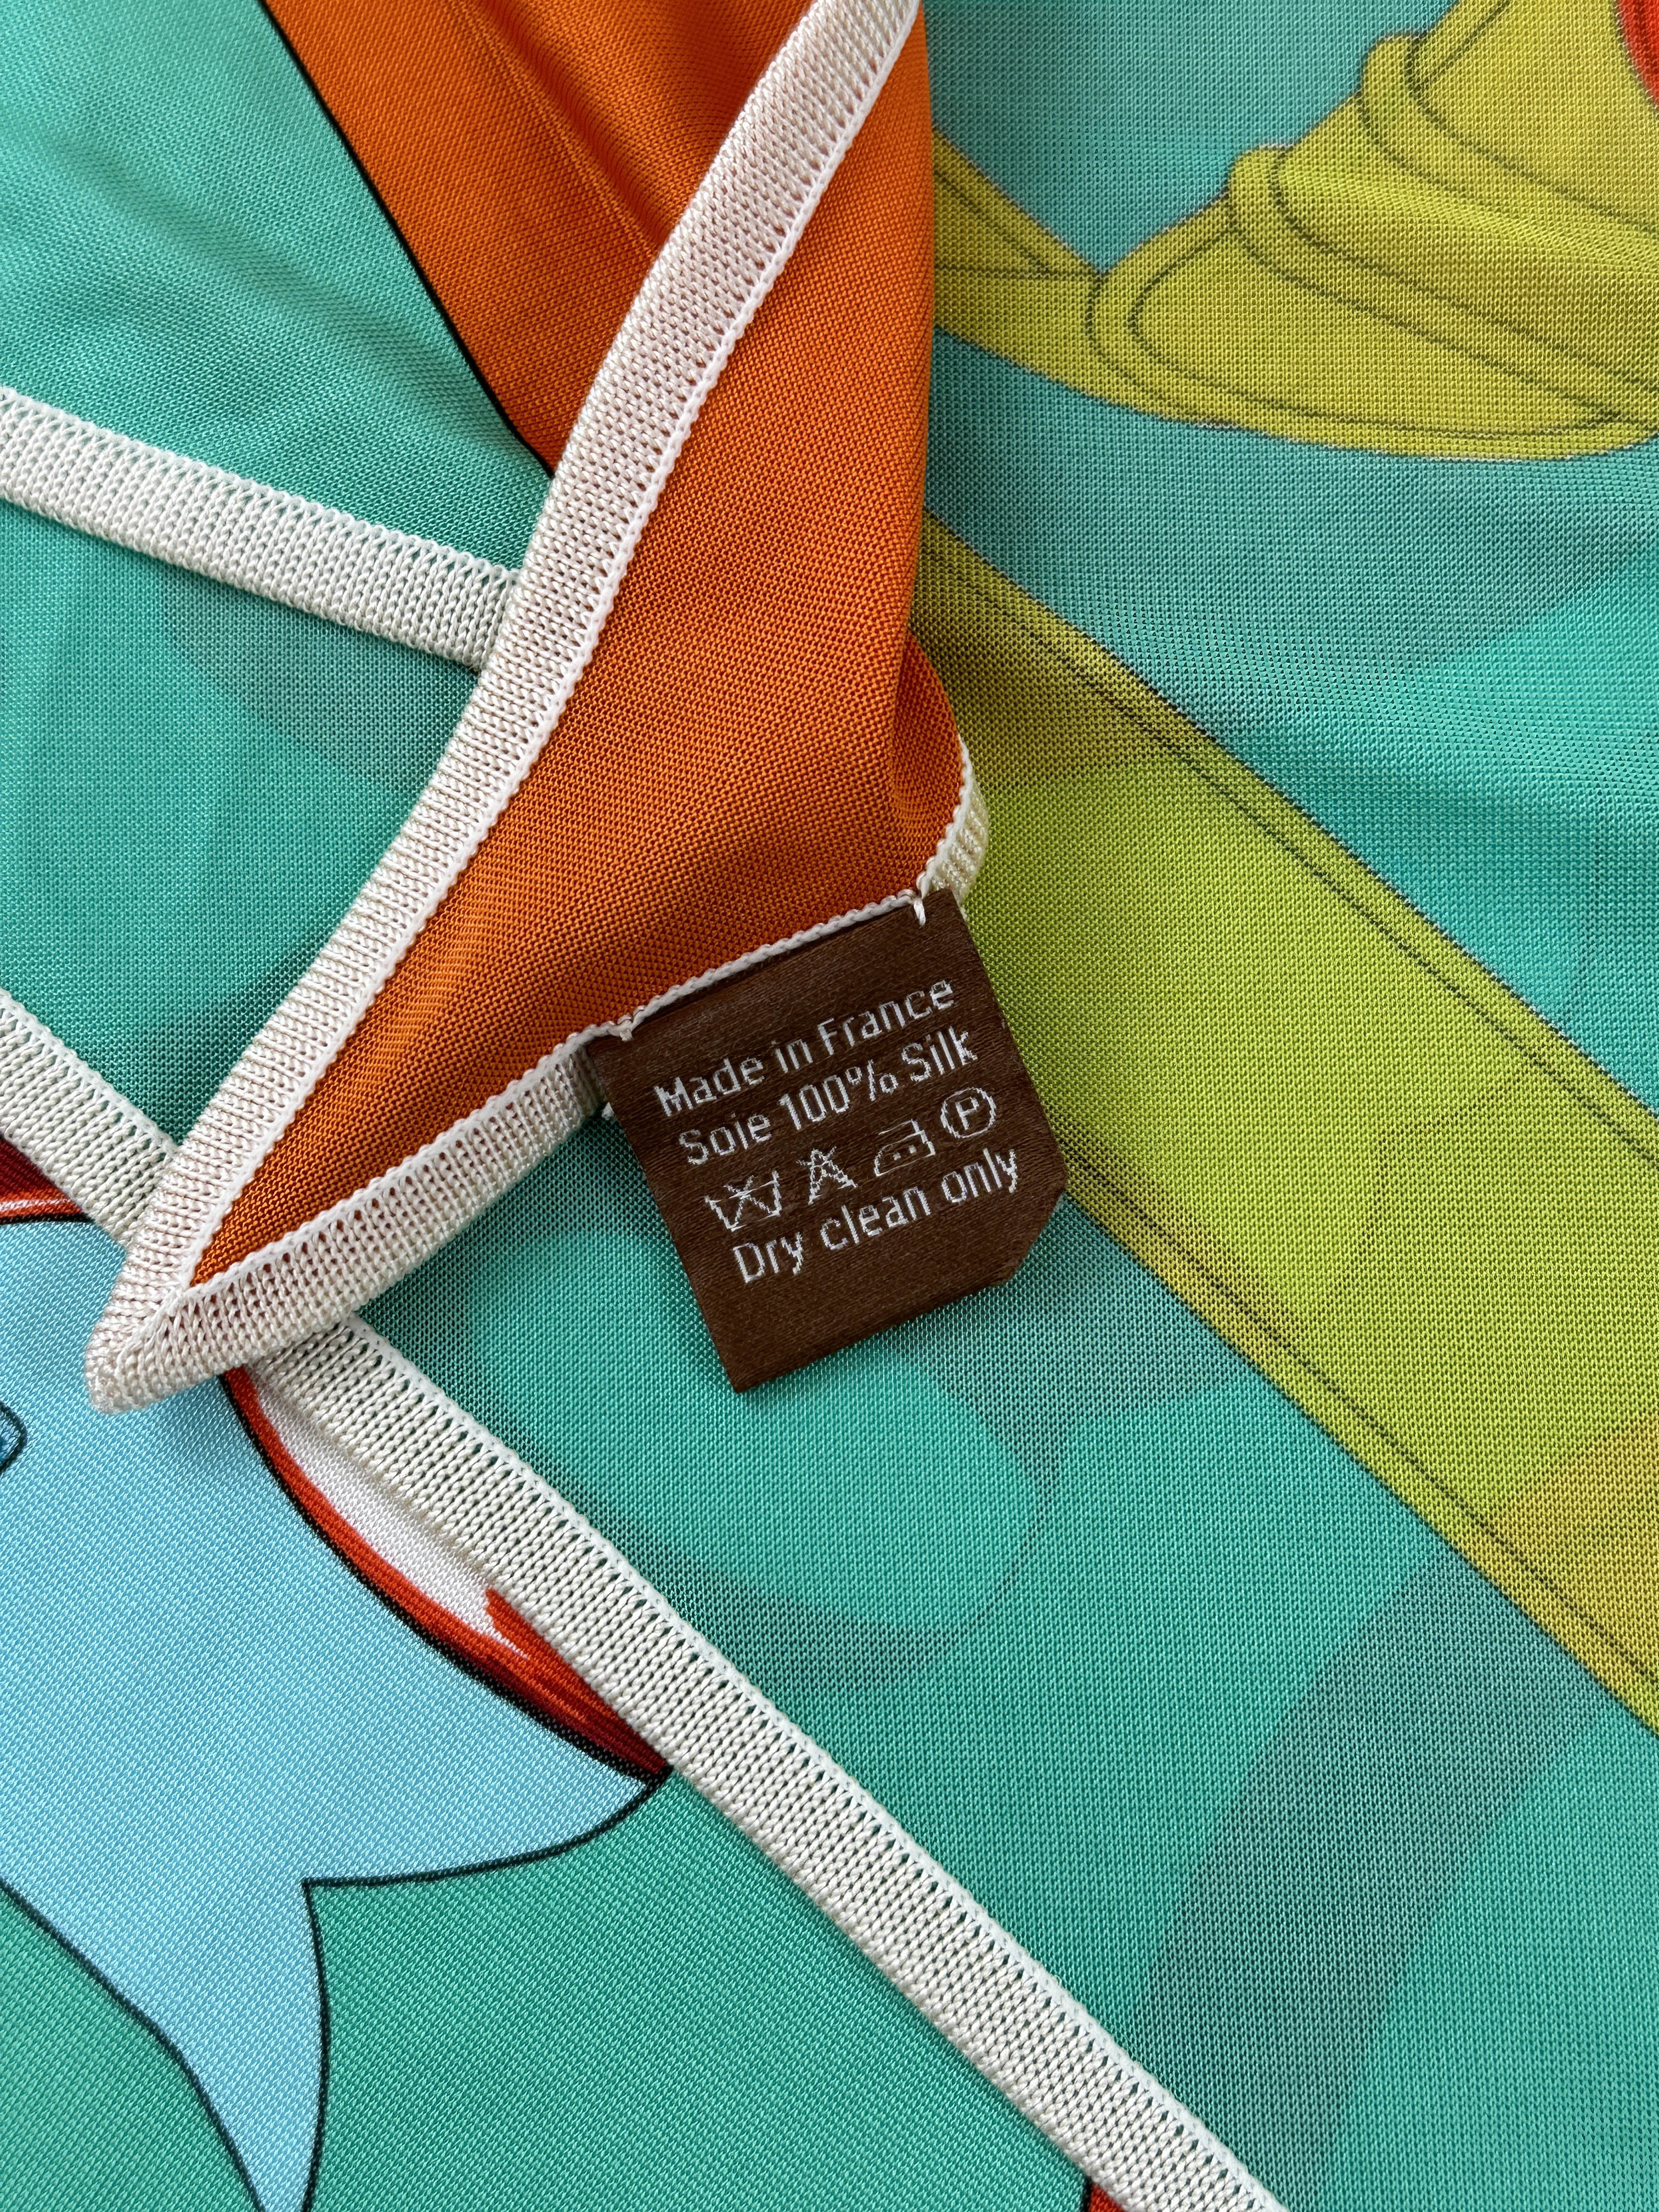 Made in France
Soie 100% Silk
P
Dry clean only